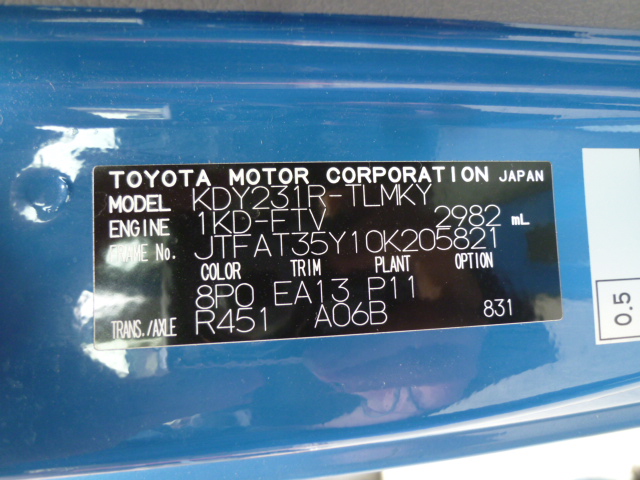 TOYOTA MOTOR CORPORATION JAPAN
MODEL KDY231R-TLMKY
ENGINE 1KD-FTV 2982 mL
FRAME No. JTFAT35Y10K205821
COLOR TRIM PLANT OPTION
8P0 EA13 P11
TRANS./AXLE R451 A06B 831
0.5